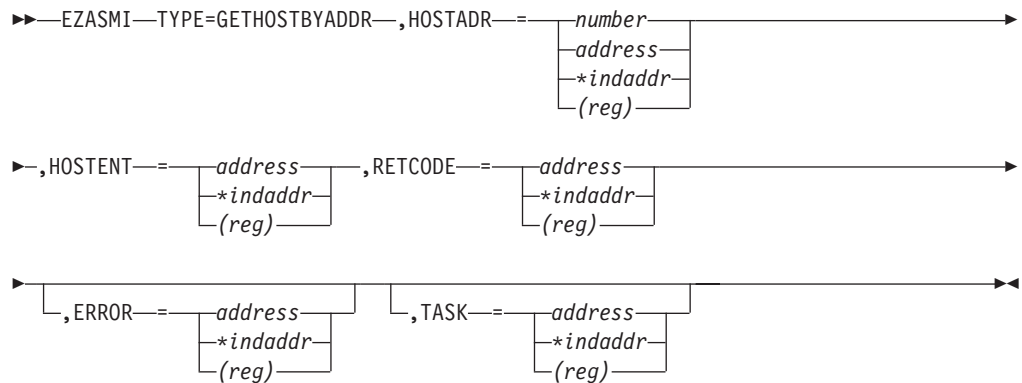 EZASMI TYPE=GETHOSTBYADDR ,HOSTADR = number
address
*indaddr
(reg)
,HOSTENT = address ,RETCODE = address
*indaddr *indaddr
(reg) (reg)
,ERROR = address ,TASK = address
*indaddr *indaddr
(reg) (reg)